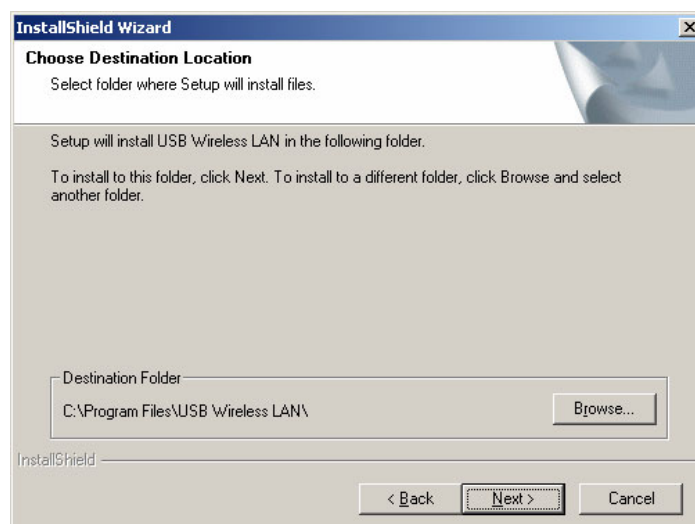 InstallShield Wizard
Choose Destination Location
Select folder where Setup will install files.
Setup will install USB Wireless LAN in the following folder.
To install to this folder, click Next. To install to a different folder, click Browse and select
another folder.
Destination Folder
C:\Program Files\USB Wireless LAN\
Browse...
InstallShield
< Back
Next >
Cancel